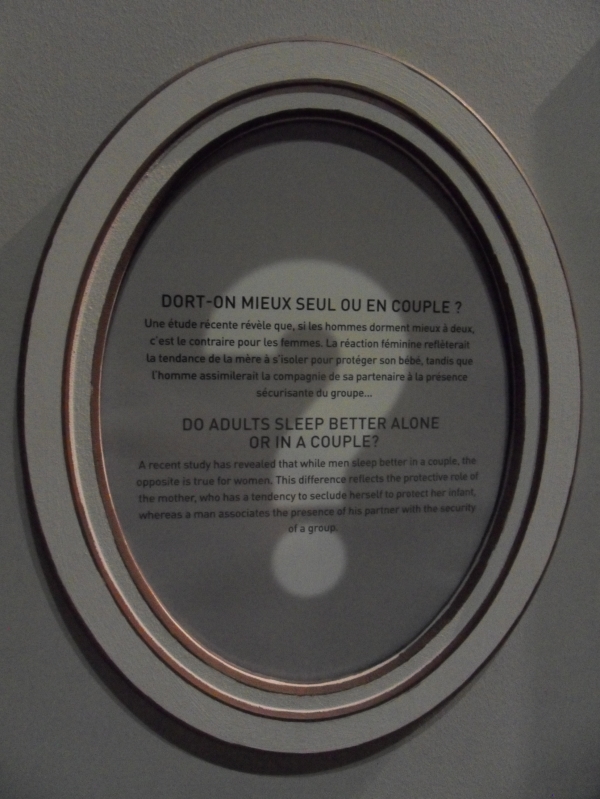 DORT-ON MIEUX SEUL OU EN COUPLE ?
Une étude récente révèle que, si les hommes dorment mieux à deux,
c'est le contraire pour les femmes. La réaction féminine reflèterait
la tendance de la mère à s'isoler pour protéger son bébé, tandis que
l'homme assimilerait la compagnie de sa partenaire à la présence
sécurisante du groupe...
DO ADULTS SLEEP BETTER ALONE
OR IN A COUPLE?
A recent study has revealed that while men sleep better in a couple, the
opposite is true for women. This difference reflects the protective role of
the mother, who has a tendency to seclude herself to protect her infant,
whereas a man associates the presence of his partner with the security
of a group.